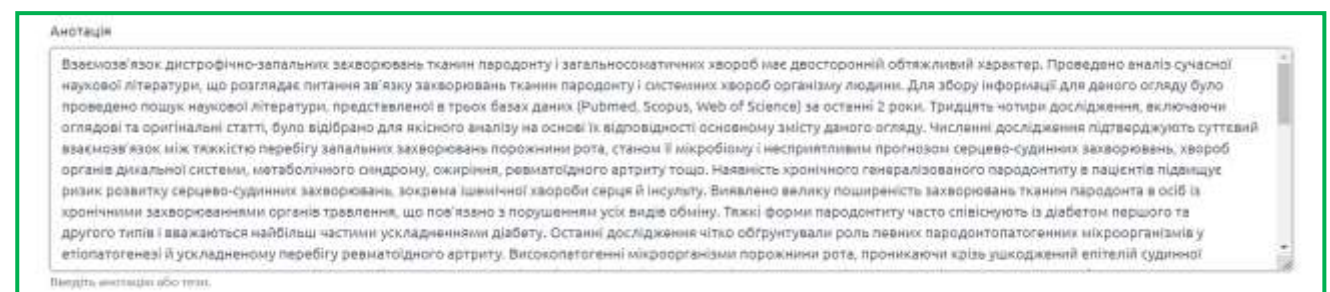 Анотація
Взаємозв'язок дистрофічно-запальних захворювань тканин пародонту і загальносоматичних хвороб має двосторонній обтяжливий характер. Проведено аналіз сучасної
наукової літератури, що розглядає питання зв'язку захворювань тканин пародонту і системних хвороб організму людини. Для збору інформації для даного огляду було
проведено пошук наукової літератури, представленої в трьох базах даних (Pubmed, Scopus, Web of Science) за останні 2 роки. Тридцять чотири дослідження, включаючи
оглядові та оригінальні статті, було відібрано для якісного аналізу на основі їх відповідності основному змісту даного огляду. Численні дослідження підтверджують суттєвий
взаємозв'язок між тяжкістю перебігу запальних захворювань порожнини рота, станом її мікробіому і несприятливим прогнозом серцево-судинних захворювань, хвороб
органів дихальної системи, метаболічного синдрому, ожиріння, ревматоїдного артриту тощо. Наявність хронічного генералізованого пародонтиту в пацієнтів підвищує
ризик розвитку серцево-судинних захворювань, зокрема ішемічної хвороби серця й інсульту. Виявлено велику поширеність захворювань тканин пародонта в осіб із
хронічними захворюваннями органів травлення, що пов'язано з порушенням усіх видів обміну. Тяжкі форми пародонтиту часто співіснують із діабетом першого та
другого типів і вважаються найбільш частими ускладненнями діабету. Останні дослідження чітко обґрунтували роль певних пародонтопатогенних мікроорганізмів у
етіопатогенезі й ускладненому перебігу ревматоїдного артриту. Високопатогенні мікроорганізми порожнини рота, проникаючи крізь ушкоджений епітелій судинної
Введіть анотацію або тези.